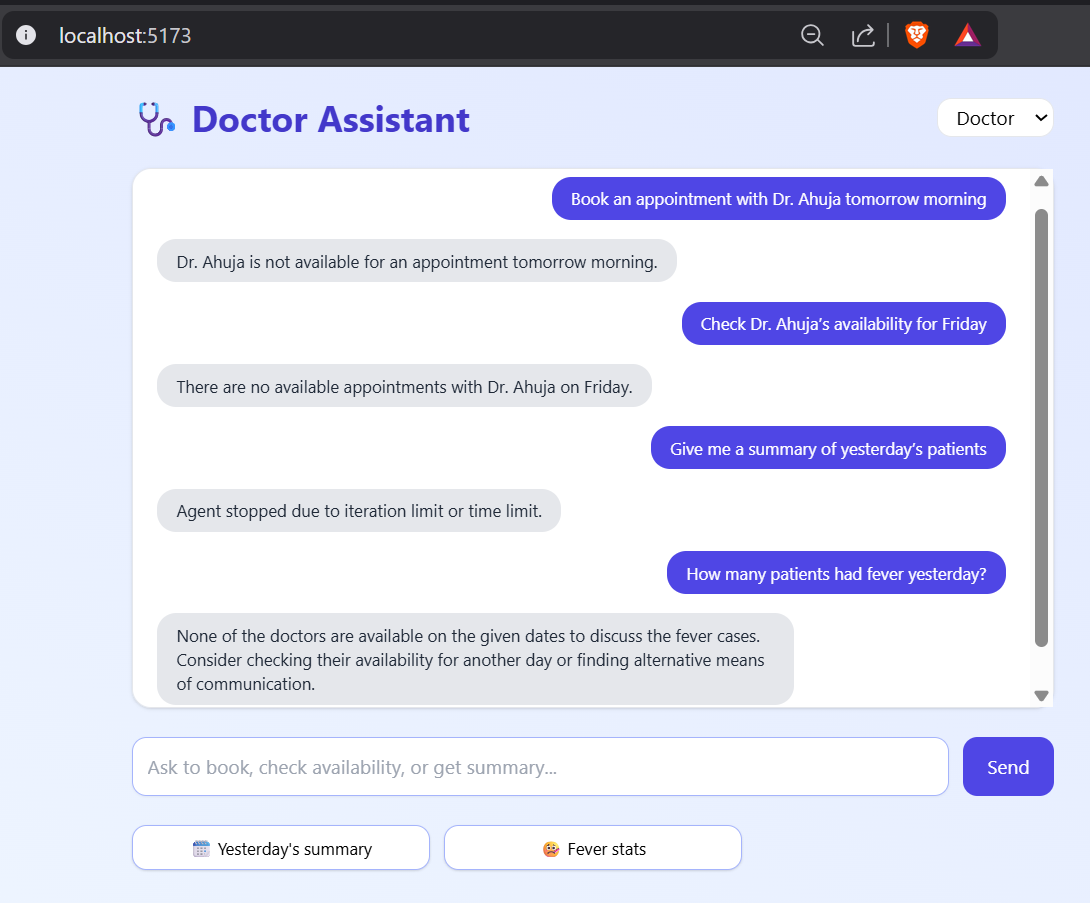 localhost:5173
Doctor Assistant
Doctor
Book an appointment with Dr. Ahuja tomorrow morning
Dr. Ahuja is not available for an appointment tomorrow morning.
Check Dr. Ahuja’s availability for Friday
There are no available appointments with Dr. Ahuja on Friday.
Give me a summary of yesterday’s patients
Agent stopped due to iteration limit or time limit.
How many patients had fever yesterday?
None of the doctors are available on the given dates to discuss the fever cases.
Consider checking their availability for another day or finding alternative means
of communication.
Ask to book, check availability, or get summary...
Send
Yesterday's summary
Fever stats